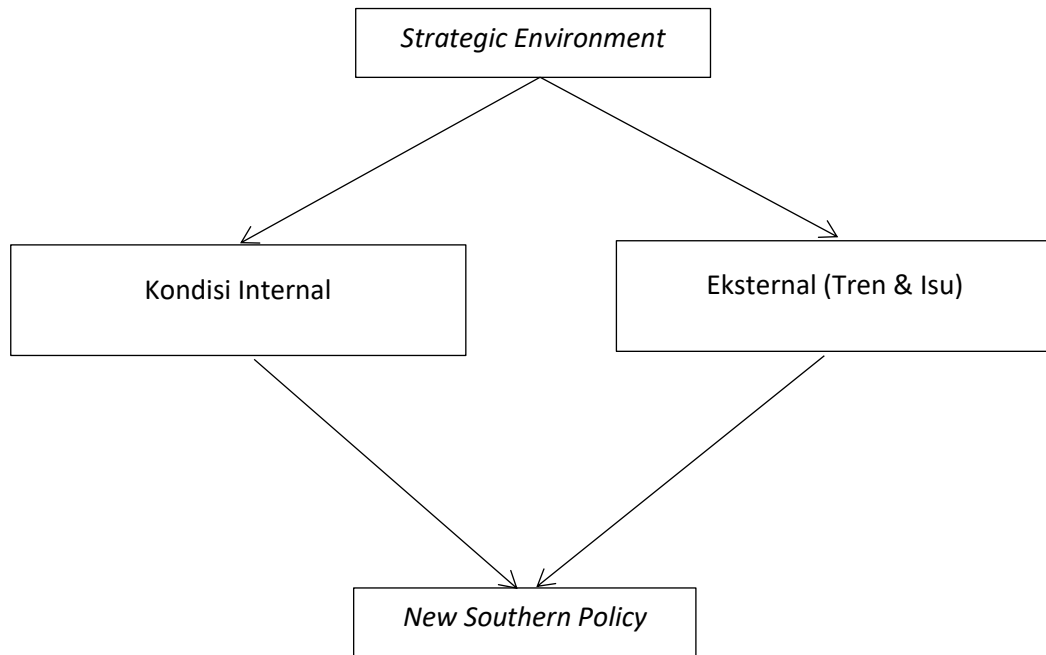 Strategic Environment
Kondisi Internal
Eksternal (Tren & Isu)
New Southern Policy